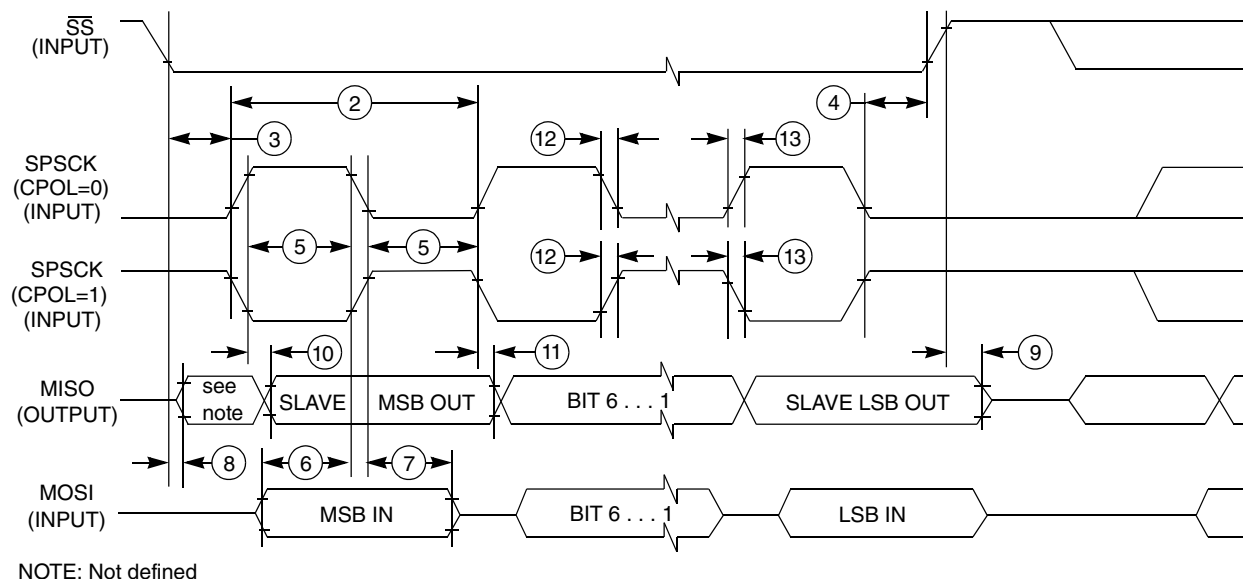 SS
(INPUT)
2
4
3
12
13
SPSCK
(CPOL=0)
(INPUT)
5
5
12
13
SPSCK
(CPOL=1)
(INPUT)
10
11
9
MISO
(OUTPUT)
see
note
SLAVE
MSB OUT
BIT 6 . . . 1
SLAVE LSB OUT
8
6
7
MOSI
(INPUT)
MSB IN
BIT 6 . . . 1
LSB IN
NOTE: Not defined